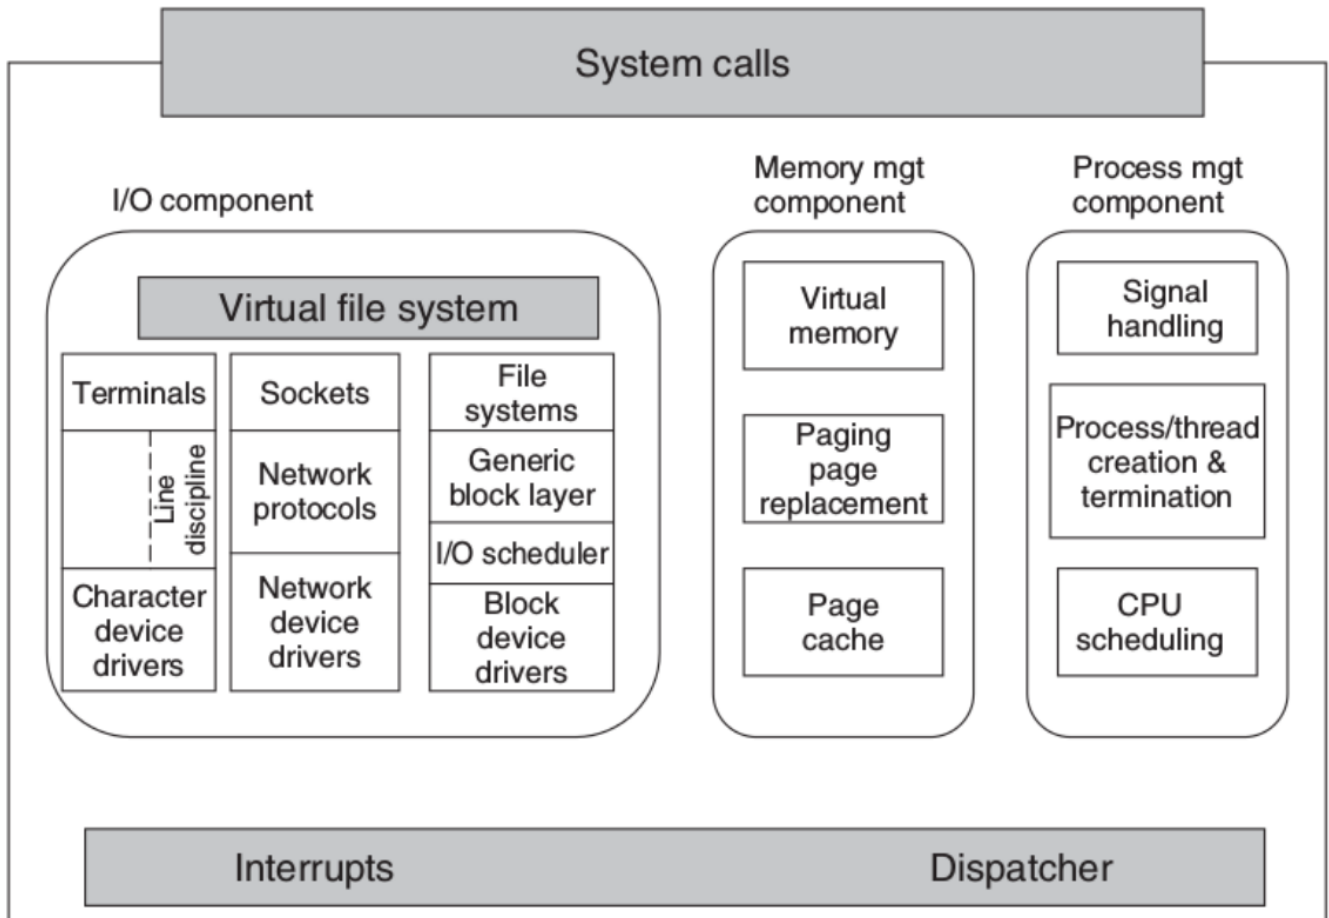 System calls
I/O component
Memory mgt
component
Process mgt
component
Virtual file system
Terminals
Line
discipline
Character
device
drivers
Sockets
Network
protocols
Network
device
drivers
File
systems
Generic
block layer
I/O scheduler
Block
device
drivers
Virtual
memory
Paging
page
replacement
Page
cache
Signal
handling
Process/thread
creation &
termination
CPU
scheduling
Interrupts
Dispatcher